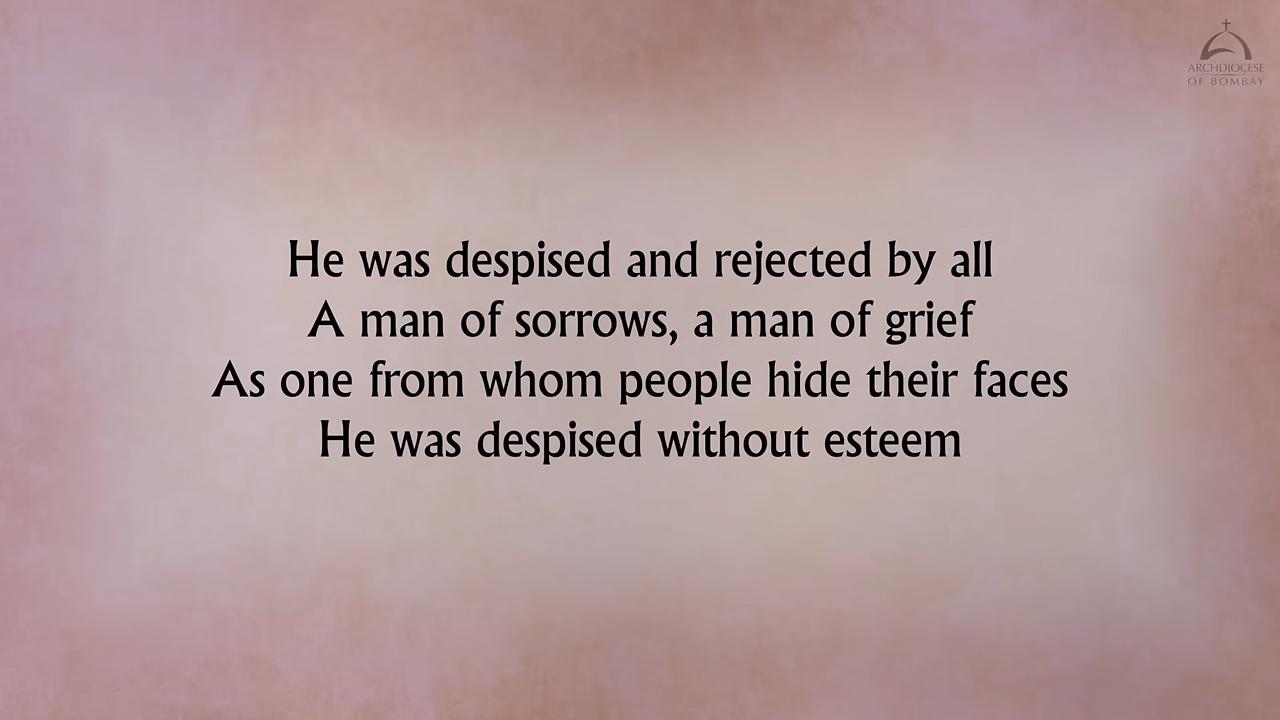 ARCHDIOCESE
OF BOMBAY
He was despised and rejected by all
A man of sorrows, a man of grief
As one from whom people hide their faces
He was despised without esteem